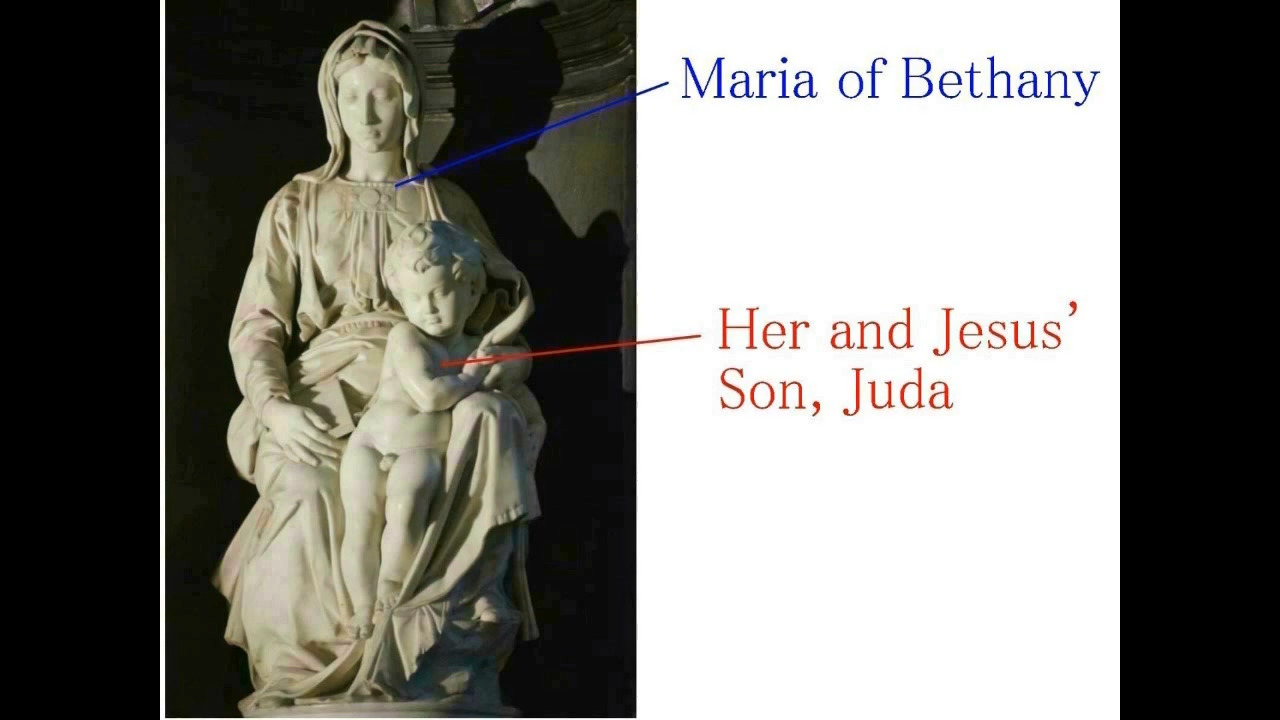 Maria of Bethany
Her and Jesus’
Son, Juda